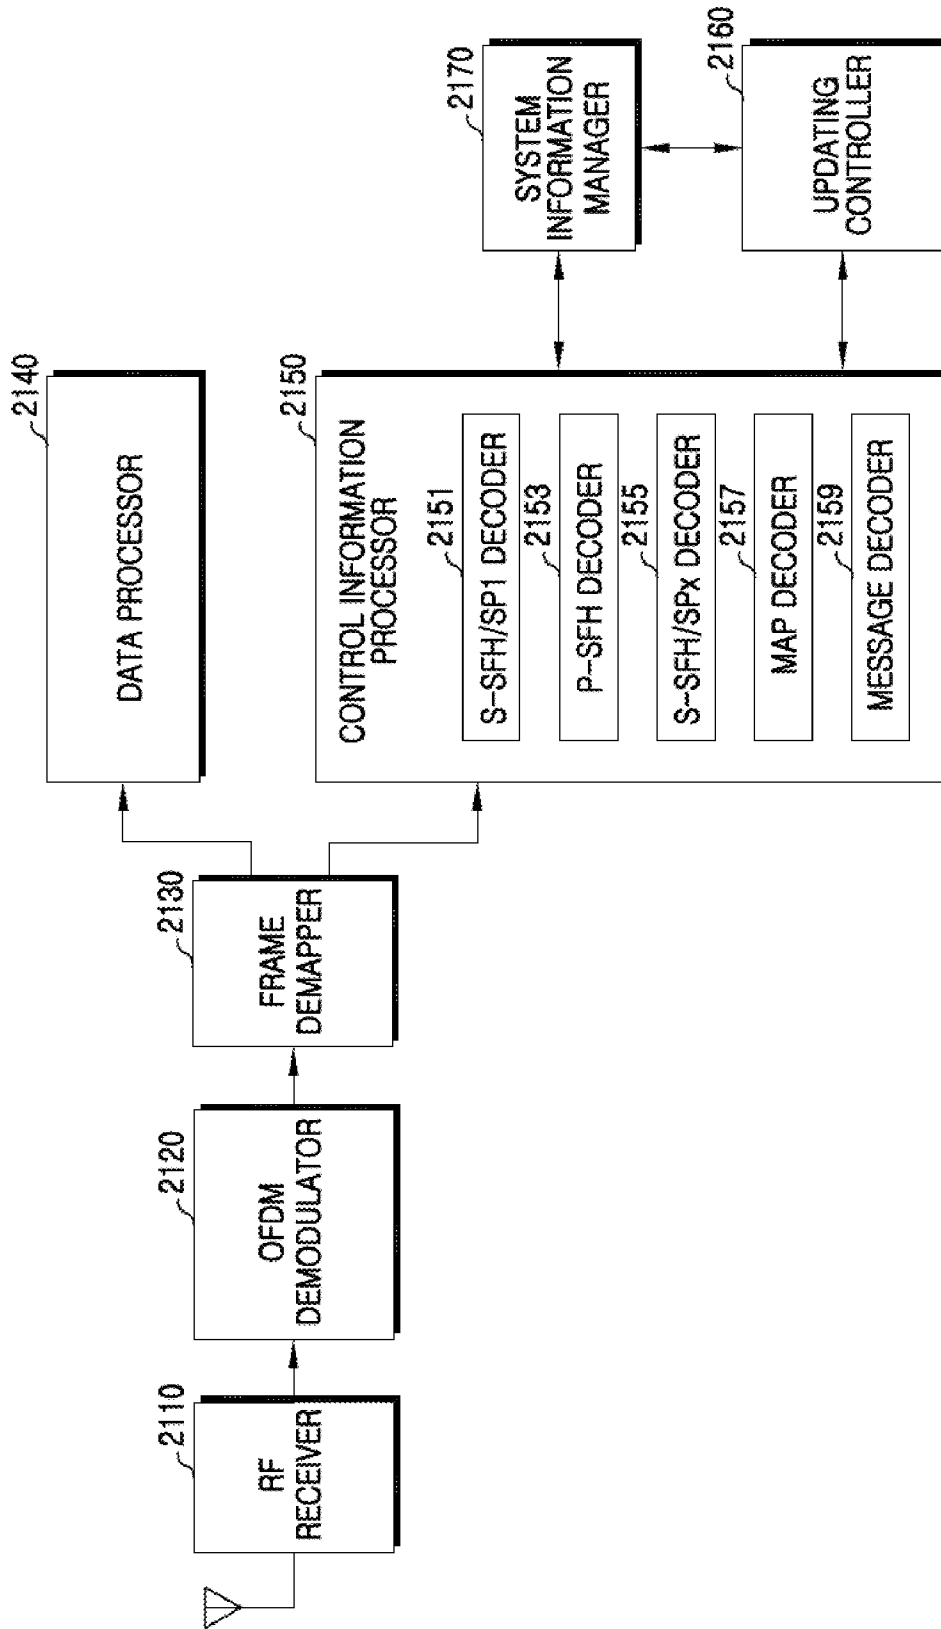 2110
RF
RECEIVER
2120
OFDM
DEMODULATOR
2130
FRAME
DEMAPPER
2140
DATA PROCESSOR
2150
CONTROL INFORMATION
PROCESSOR
2151
S-SFH/SP1 DECODER
2153
P-SFH DECODER
2155
S-SFH/SPx DECODER
2157
MAP DECODER
2159
MESSAGE DECODER
2170
SYSTEM
INFORMATION
MANAGER
2160
UPDATING
CONTROLLER